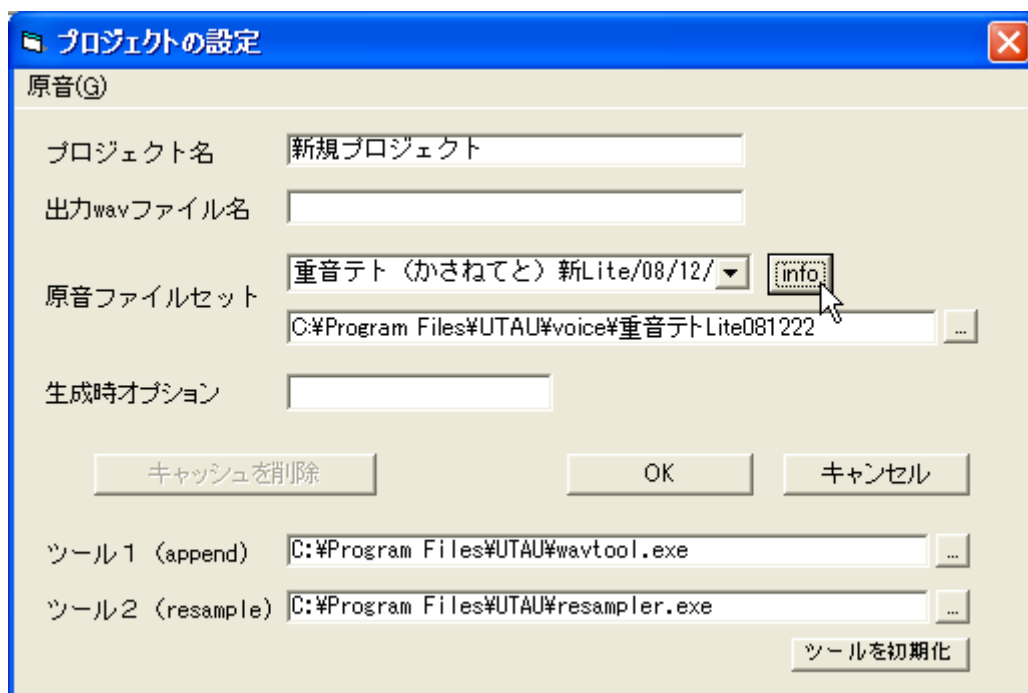 プロジェクトの設定
原音(G)
プロジェクト名 新規プロジェクト
出力wavファイル名
重音テト（かさねてと）新Lite/08/12/ info
原音ファイルセット
C:¥Program Files¥UTAU¥voice¥重音テトLite081222 ...
生成時オプション
キャッシュを削除 OK キャンセル
ツール１（append） C:¥Program Files¥UTAU¥wavtool.exe ...
ツール２（resample） C:¥Program Files¥UTAU¥resampler.exe ...
ツールを初期化